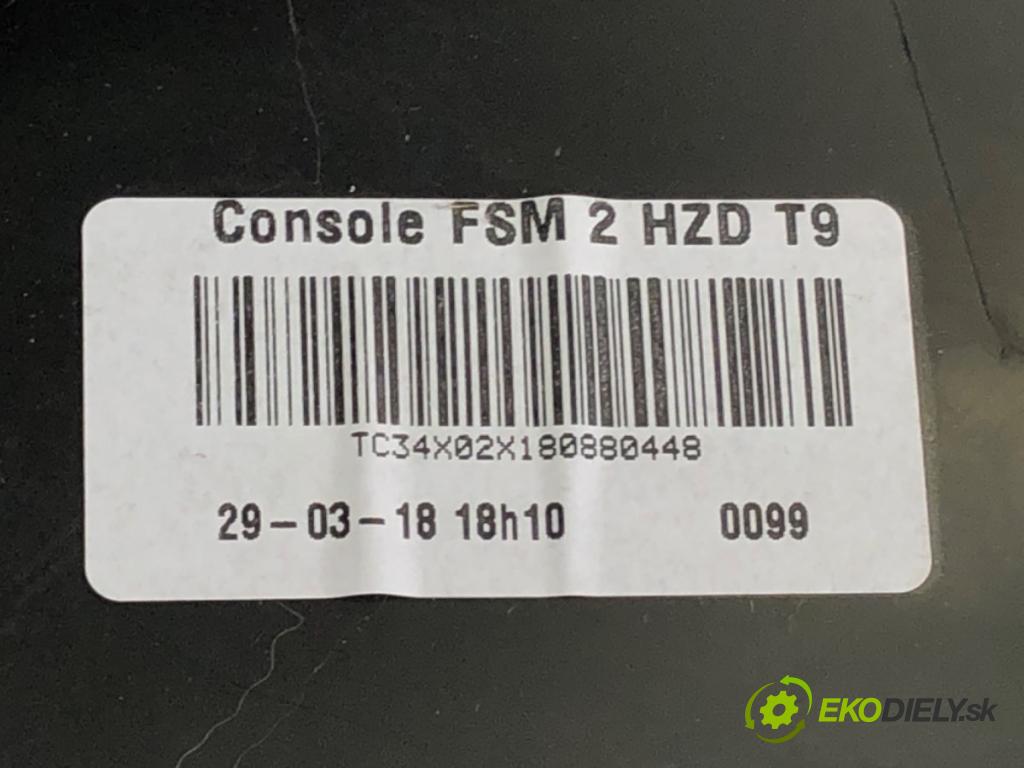 Console FSM 2 HZD T9
TC34X02X180880448
29-03-18 18h10 0099
EKODIELY.sk